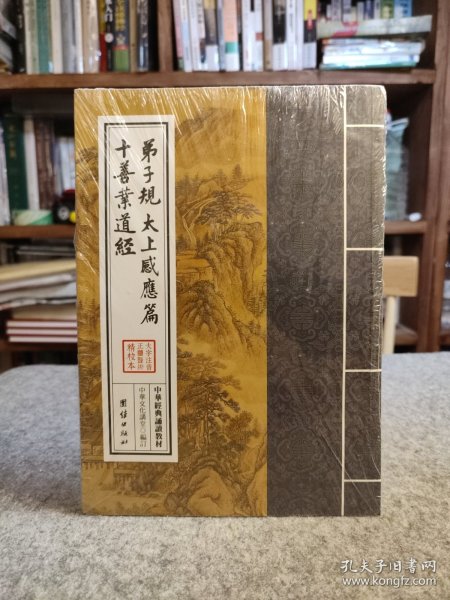 弟子規 太上感應篇
十善業道經
大字注音
正體豎排
精校本
中華經典誦讀教材
中華文化講堂◎編訂
團結出版社
孔夫子旧书网
www.kongfz.com